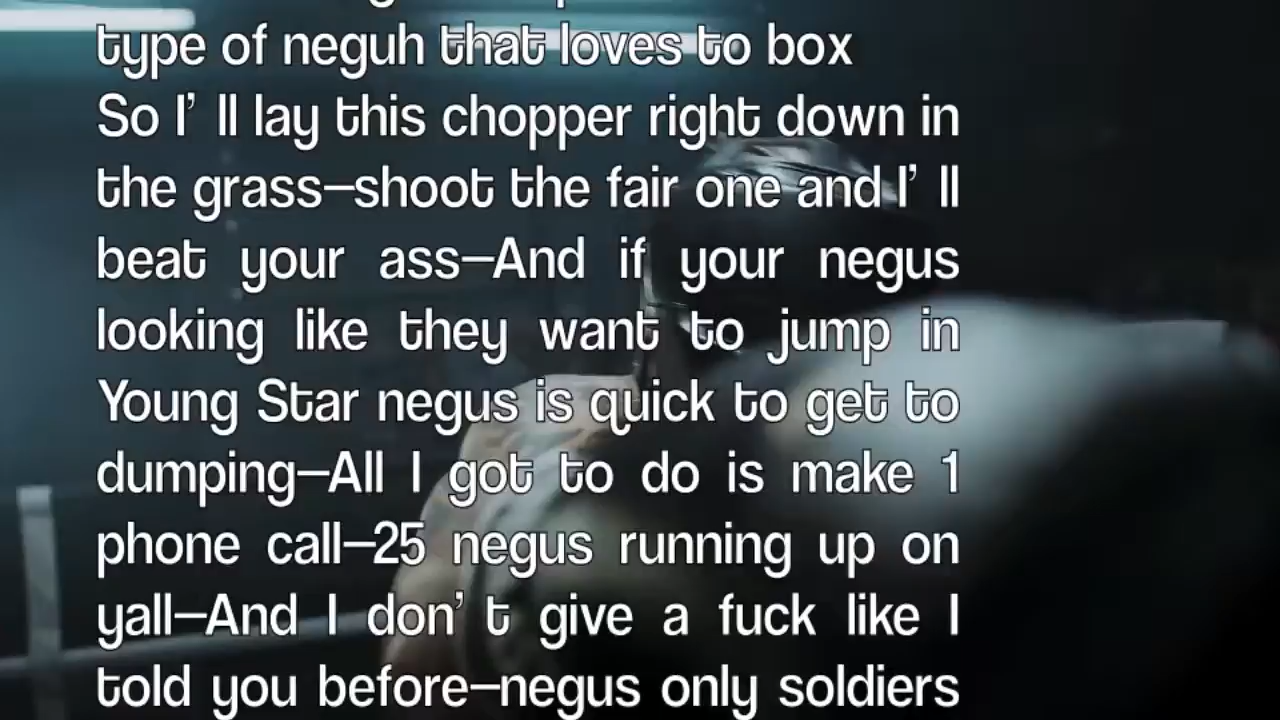 type of neguh that loves to box
So I’ ll lay this chopper right down in
the grass—shoot the fair one and I’ ll
beat your ass—And if your negus
looking like they want to jump in
Young Star negus is quick to get to
dumping—All I got to do is make 1
phone call—25 negus running up on
yall—And I don’ t give a fuck like I
told you before—negus only soldiers